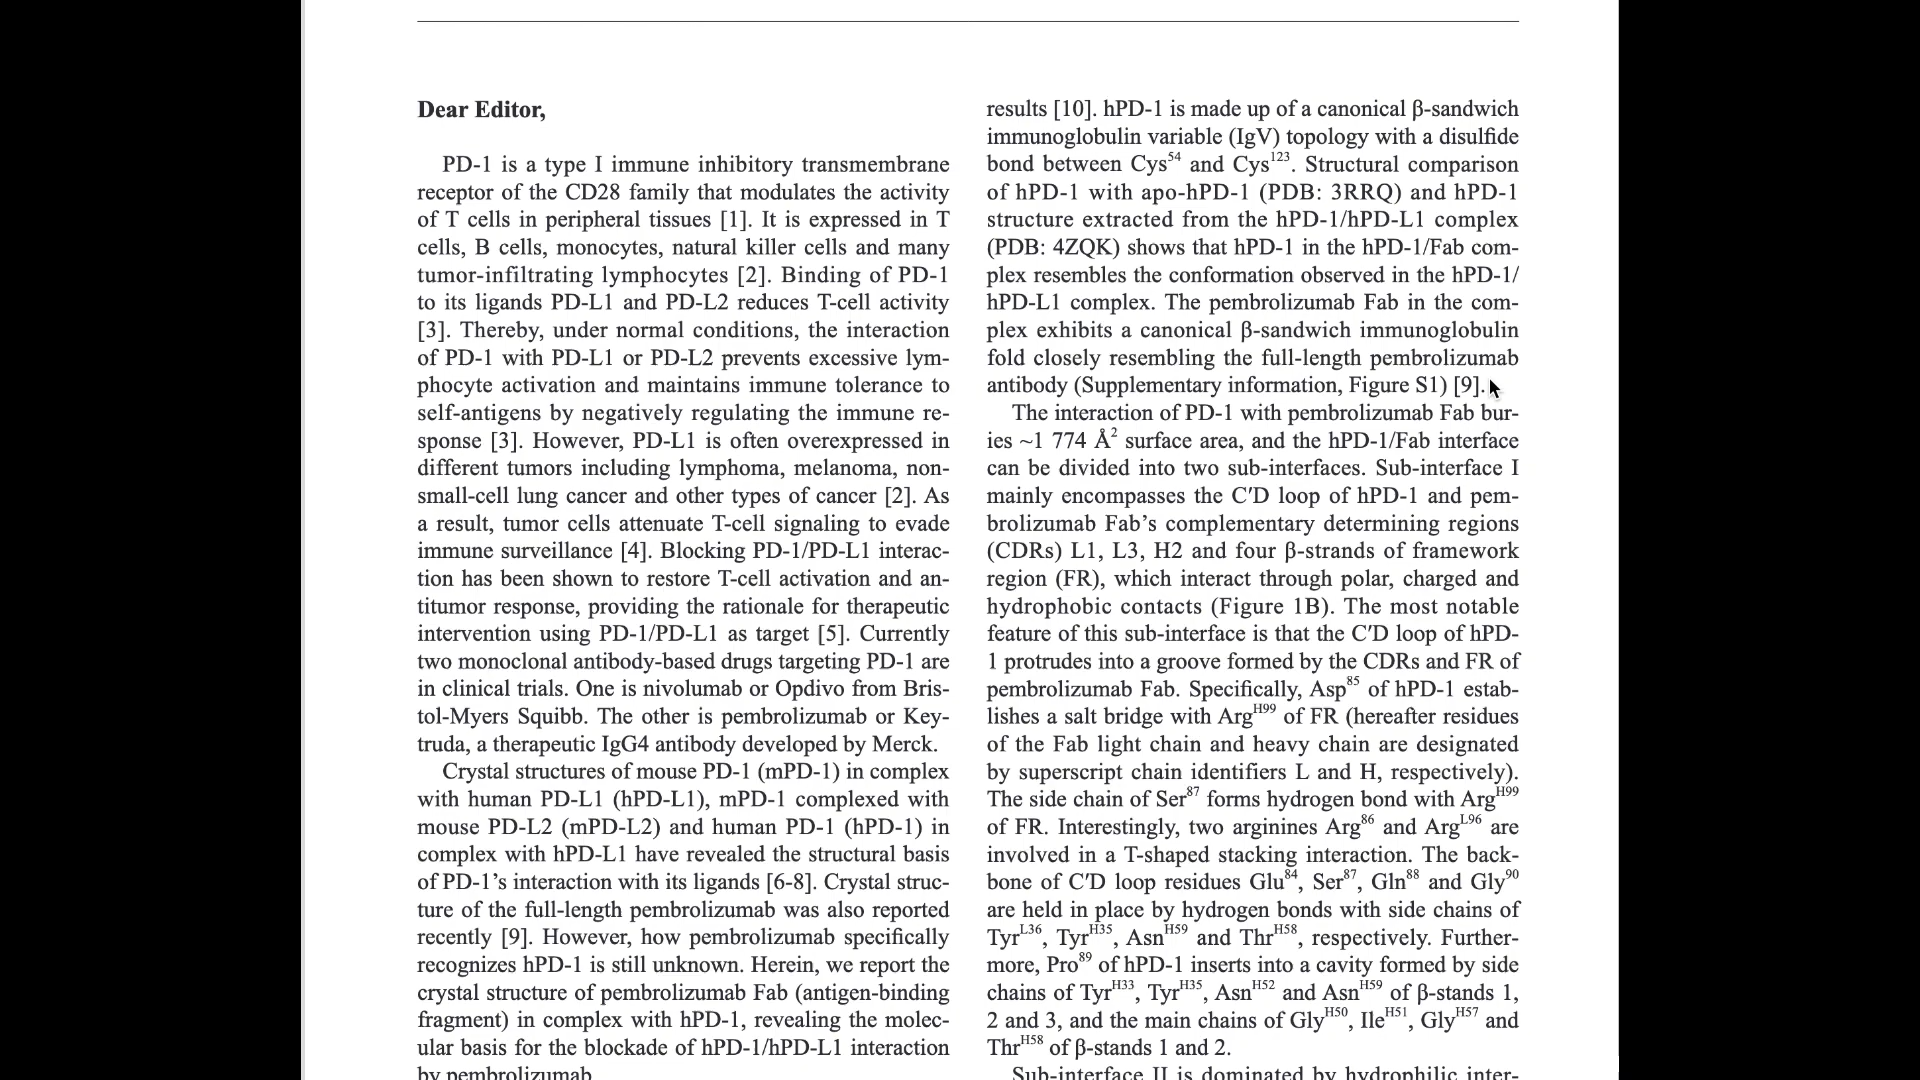 Dear Editor,
PD-1 is a type I immune inhibitory transmembrane
receptor of the CD28 family that modulates the activity
of T cells in peripheral tissues [1]. It is expressed in T
cells, B cells, monocytes, natural killer cells and many
tumor-infiltrating lymphocytes [2]. Binding of PD-1
to its ligands PD-L1 and PD-L2 reduces T-cell activity
[3]. Thereby, under normal conditions, the interaction
of PD-1 with PD-L1 or PD-L2 prevents excessive lym-
phocyte activation and maintains immune tolerance to
self-antigens by negatively regulating the immune re-
sponse [3]. However, PD-L1 is often overexpressed in
different tumors including lymphoma, melanoma, non-
small-cell lung cancer and other types of cancer [2]. As
a result, tumor cells attenuate T-cell signaling to evade
immune surveillance [4]. Blocking PD-1/PD-L1 interac-
tion has been shown to restore T-cell activation and an-
titumor response, providing the rationale for therapeutic
intervention using PD-1/PD-L1 as target [5]. Currently
two monoclonal antibody-based drugs targeting PD-1 are
in clinical trials. One is nivolumab or Opdivo from Bris-
tol-Myers Squibb. The other is pembrolizumab or Key-
truda, a therapeutic IgG4 antibody developed by Merck.
Crystal structures of mouse PD-1 (mPD-1) in complex
with human PD-L1 (hPD-L1), mPD-1 complexed with
mouse PD-L2 (mPD-L2) and human PD-1 (hPD-1) in
complex with hPD-L1 have revealed the structural basis
of PD-1’s interaction with its ligands [6-8]. Crystal struc-
ture of the full-length pembrolizumab was also reported
recently [9]. However, how pembrolizumab specifically
recognizes hPD-1 is still unknown. Herein, we report the
crystal structure of pembrolizumab Fab (antigen-binding
fragment) in complex with hPD-1, revealing the molec-
ular basis for the blockade of hPD-1/hPD-L1 interaction
by pembrolizumab
results [10]. hPD-1 is made up of a canonical β-sandwich
immunoglobulin variable (IgV) topology with a disulfide
bond between Cys⁵⁴ and Cys¹²³. Structural comparison
of hPD-1 with apo-hPD-1 (PDB: 3RRQ) and hPD-1
structure extracted from the hPD-1/hPD-L1 complex
(PDB: 4ZQK) shows that hPD-1 in the hPD-1/Fab com-
plex resembles the conformation observed in the hPD-1/
hPD-L1 complex. The pembrolizumab Fab in the com-
plex exhibits a canonical β-sandwich immunoglobulin
fold closely resembling the full-length pembrolizumab
antibody (Supplementary information, Figure S1) [9].
The interaction of PD-1 with pembrolizumab Fab bur-
ies ~1 774 Å² surface area, and the hPD-1/Fab interface
can be divided into two sub-interfaces. Sub-interface I
mainly encompasses the C′D loop of hPD-1 and pem-
brolizumab Fab’s complementary determining regions
(CDRs) L1, L3, H2 and four β-strands of framework
region (FR), which interact through polar, charged and
hydrophobic contacts (Figure 1B). The most notable
feature of this sub-interface is that the C′D loop of hPD-
1 protrudes into a groove formed by the CDRs and FR of
pembrolizumab Fab. Specifically, Asp⁸⁵ of hPD-1 estab-
lishes a salt bridge with Argᴴ⁹⁹ of FR (hereafter residues
of the Fab light chain and heavy chain are designated
by superscript chain identifiers L and H, respectively).
The side chain of Ser⁸⁷ forms hydrogen bond with Argᴴ⁹⁹
of FR. Interestingly, two arginines Arg⁸⁶ and Argᴸ⁹⁶ are
involved in a T-shaped stacking interaction. The back-
bone of C′D loop residues Glu⁸⁴, Ser⁸⁷, Gln⁸⁸ and Gly⁹⁰
are held in place by hydrogen bonds with side chains of
Tyrᴸ³⁶, Tyrᴴ³⁵, Asnᴴ⁵⁹ and Thrᴴ⁵⁸, respectively. Further-
more, Pro⁸⁹ of hPD-1 inserts into a cavity formed by side
chains of Tyrᴴ³³, Tyrᴴ³⁵, Asnᴴ⁵² and Asnᴴ⁵⁹ of β-stands 1,
2 and 3, and the main chains of Glyᴴ⁵⁰, Ileᴴ⁵¹, Glyᴴ⁵⁷ and
Thrᴴ⁵⁸ of β-stands 1 and 2.
Sub-interface II is dominated by hydrophilic inter-